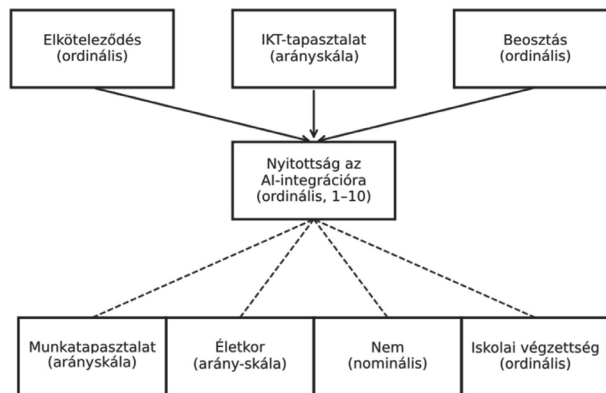 Elköteleződés
(ordinális)
IKT-tapasztalat
(arányskála)
Beosztás
(ordinális)
Nyitottság az
AI-integrációra
(ordinális, 1–10)
Munkatapasztalat
(arányskála)
Életkor
(arány-skála)
Nem
(nominális)
Iskolai végzettség
(ordinális)